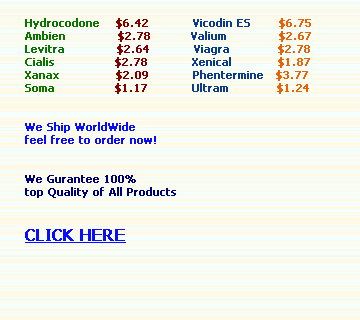 Hydrocodone $6.42 Vicodin ES $6.75
Ambien $2.78 Valium $2.67
Levitra $2.64 Viagra $2.78
Cialis $2.78 Xenical $1.87
Xanax $2.09 Phentermine $3.77
Soma $1.17 Ultram $1.24
We Ship WorldWide
feel free to order now!
We Gurantee 100%
top Quality of All Products
CLICK HERE